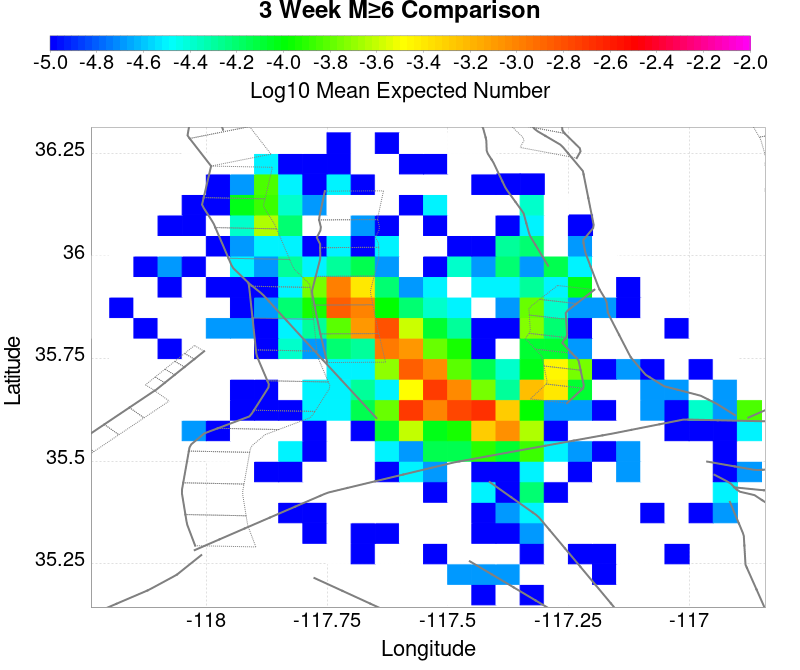 3 Week M≥6 Comparison
-5.0 -4.8 -4.6 -4.4 -4.2 -4.0 -3.8 -3.6 -3.4 -3.2 -3.0 -2.8 -2.6 -2.4 -2.2 -2.0
Log10 Mean Expected Number
36.25
36
35.75
35.5
35.25
Latitude
-118 -117.75 -117.5 -117.25 -117
Longitude